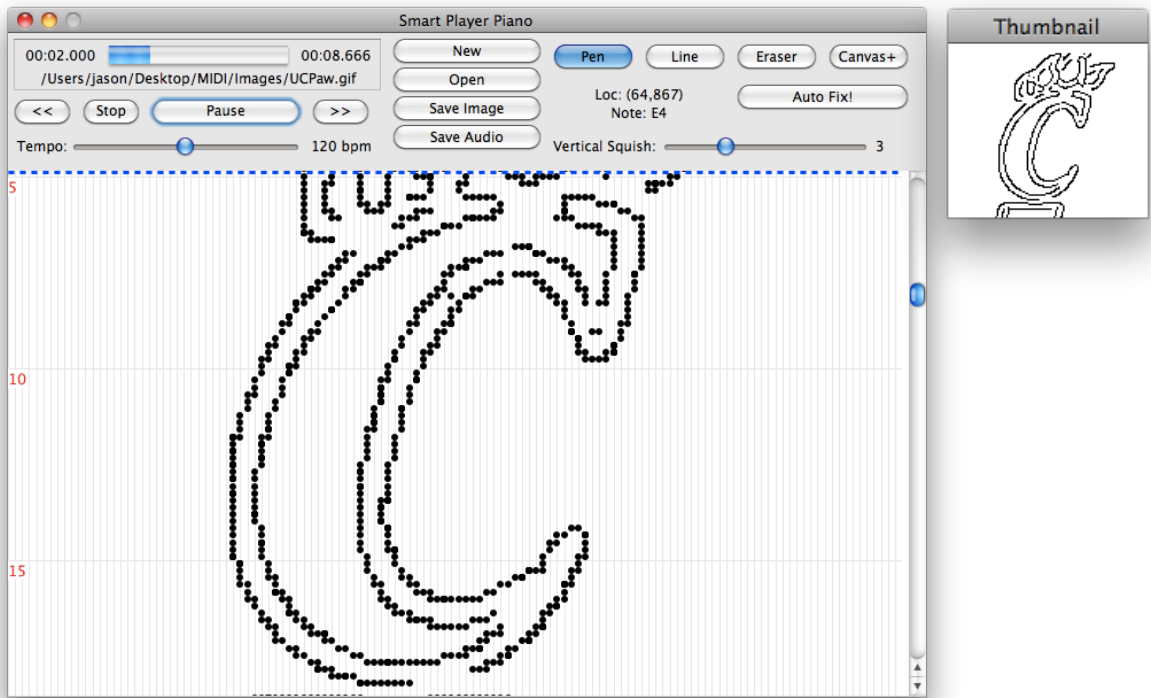 Smart Player Piano
Thumbnail
00:02.000 00:08.666
/Users/jason/Desktop/MIDI/Images/UCPaw.gif
<< Stop Pause >>
Tempo: 120 bpm
New
Open
Save Image
Save Audio
Pen Line Eraser Canvas+
Loc: (64,867)
Note: E4
Auto Fix!
Vertical Squish: 3
5
10
15